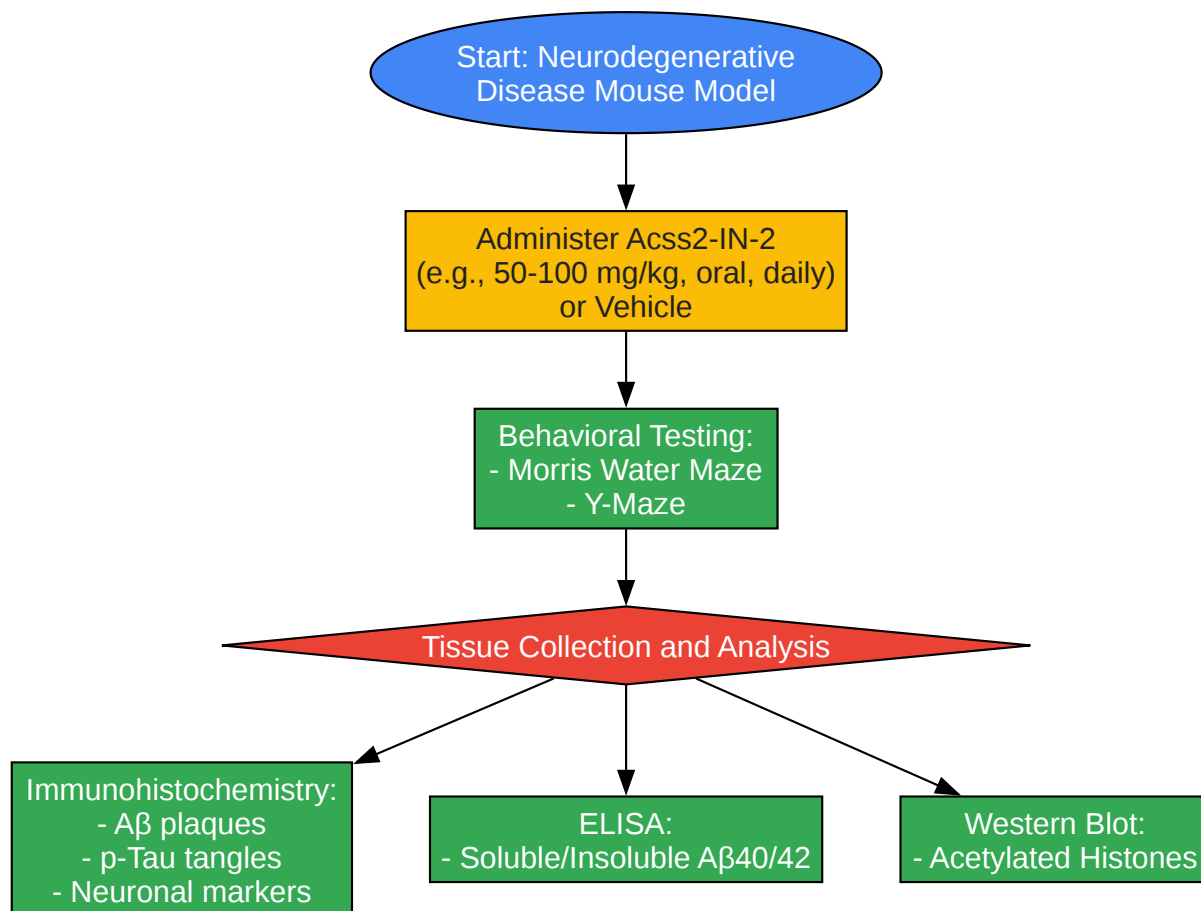 Start: Neurodegenerative
Disease Mouse Model
Administer Acss2-IN-2
(e.g., 50-100 mg/kg, oral, daily)
or Vehicle
Behavioral Testing:
- Morris Water Maze
- Y-Maze
Tissue Collection and Analysis
Immunohistochemistry:
- Aβ plaques
- p-Tau tangles
- Neuronal markers
ELISA:
- Soluble/Insoluble Aβ40/42
Western Blot:
- Acetylated Histones